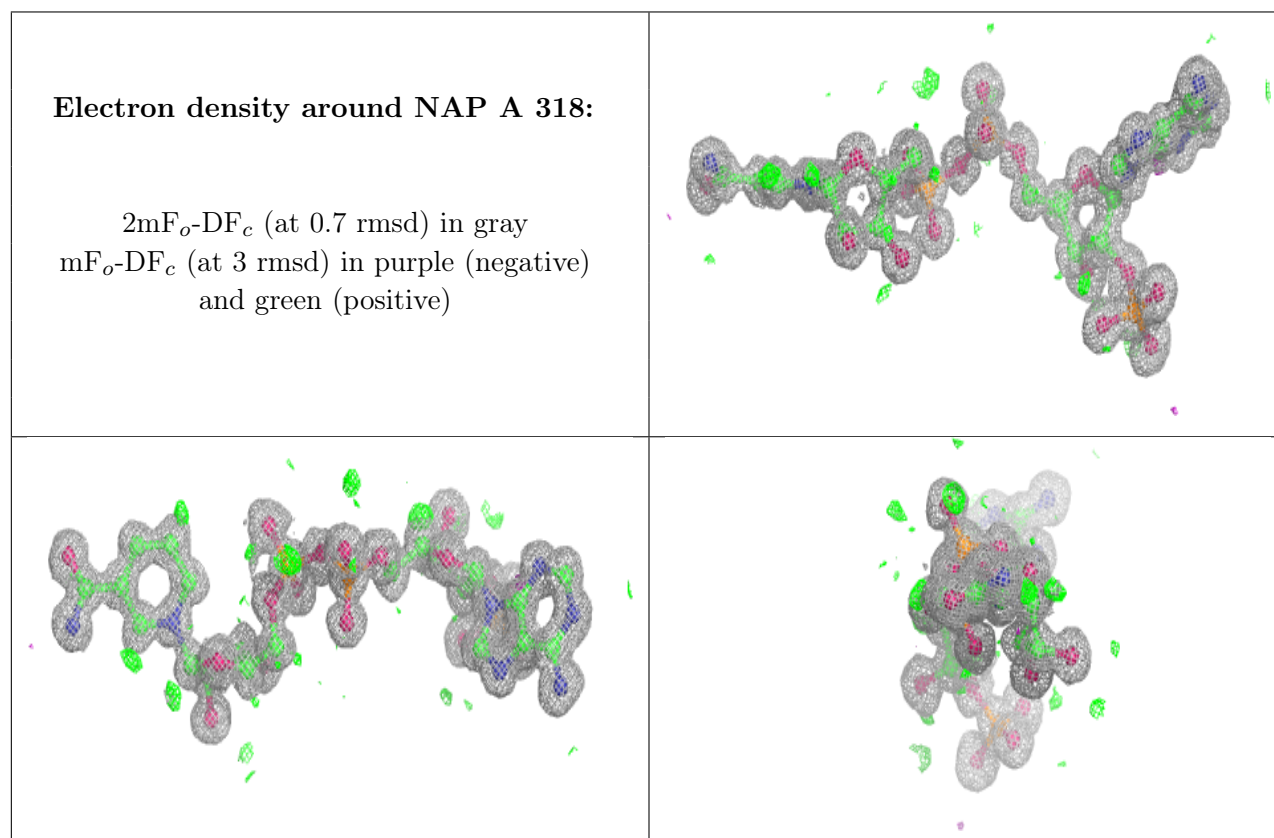 Electron density around NAP A 318:
2mFo-DFc (at 0.7 rmsd) in gray
mFo-DFc (at 3 rmsd) in purple (negative)
and green (positive)